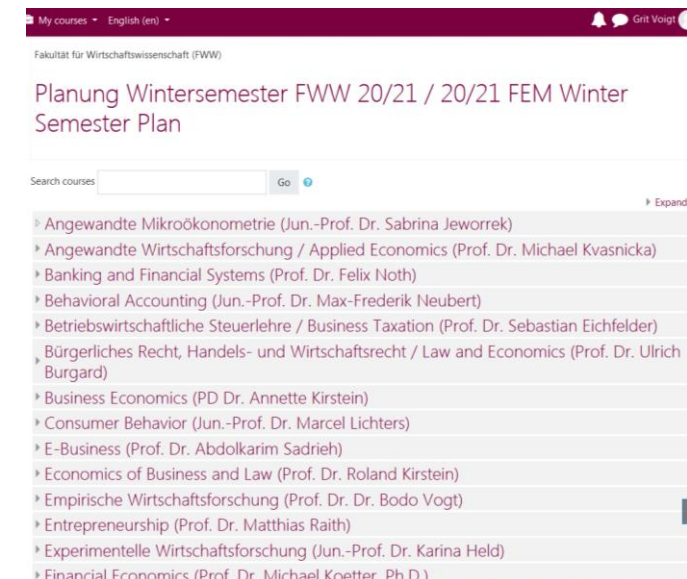 My courses English (en) Grit Voigt
Fakultät für Wirtschaftswissenschaft (FWW)
Planung Wintersemester FWW 20/21 / 20/21 FEM Winter
Semester Plan
Search courses Go
Expand
Angewandte Mikroökonometrie (Jun.-Prof. Dr. Sabrina Jeworrek)
Angewandte Wirtschaftsforschung / Applied Economics (Prof. Dr. Michael Kvasnicka)
Banking and Financial Systems (Prof. Dr. Felix Noth)
Behavioral Accounting (Jun.-Prof. Dr. Max-Frederik Neubert)
Betriebswirtschaftliche Steuerlehre / Business Taxation (Prof. Dr. Sebastian Eichfelder)
Bürgerliches Recht, Handels- und Wirtschaftsrecht / Law and Economics (Prof. Dr. Ulrich
Burgard)
Business Economics (PD Dr. Annette Kirstein)
Consumer Behavior (Jun.-Prof. Dr. Marcel Lichters)
E-Business (Prof. Dr. Abdolkarim Sadrieh)
Economics of Business and Law (Prof. Dr. Roland Kirstein)
Empirische Wirtschaftsforschung (Prof. Dr. Dr. Bodo Vogt)
Entrepreneurship (Prof. Dr. Matthias Raith)
Experimentelle Wirtschaftsforschung (Jun.-Prof. Dr. Karina Held)
Financial Economics (Prof. Dr. Michael Koetter, Ph.D.)